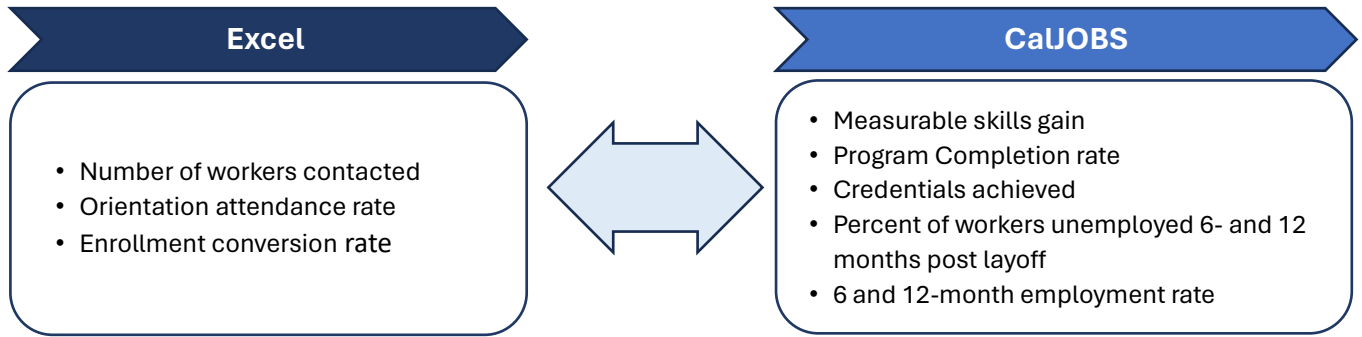 Excel
• Number of workers contacted
• Orientation attendance rate
• Enrollment conversion rate
CalJOBS
• Measurable skills gain
• Program Completion rate
• Credentials achieved
• Percent of workers unemployed 6- and 12
months post layoff
• 6 and 12-month employment rate